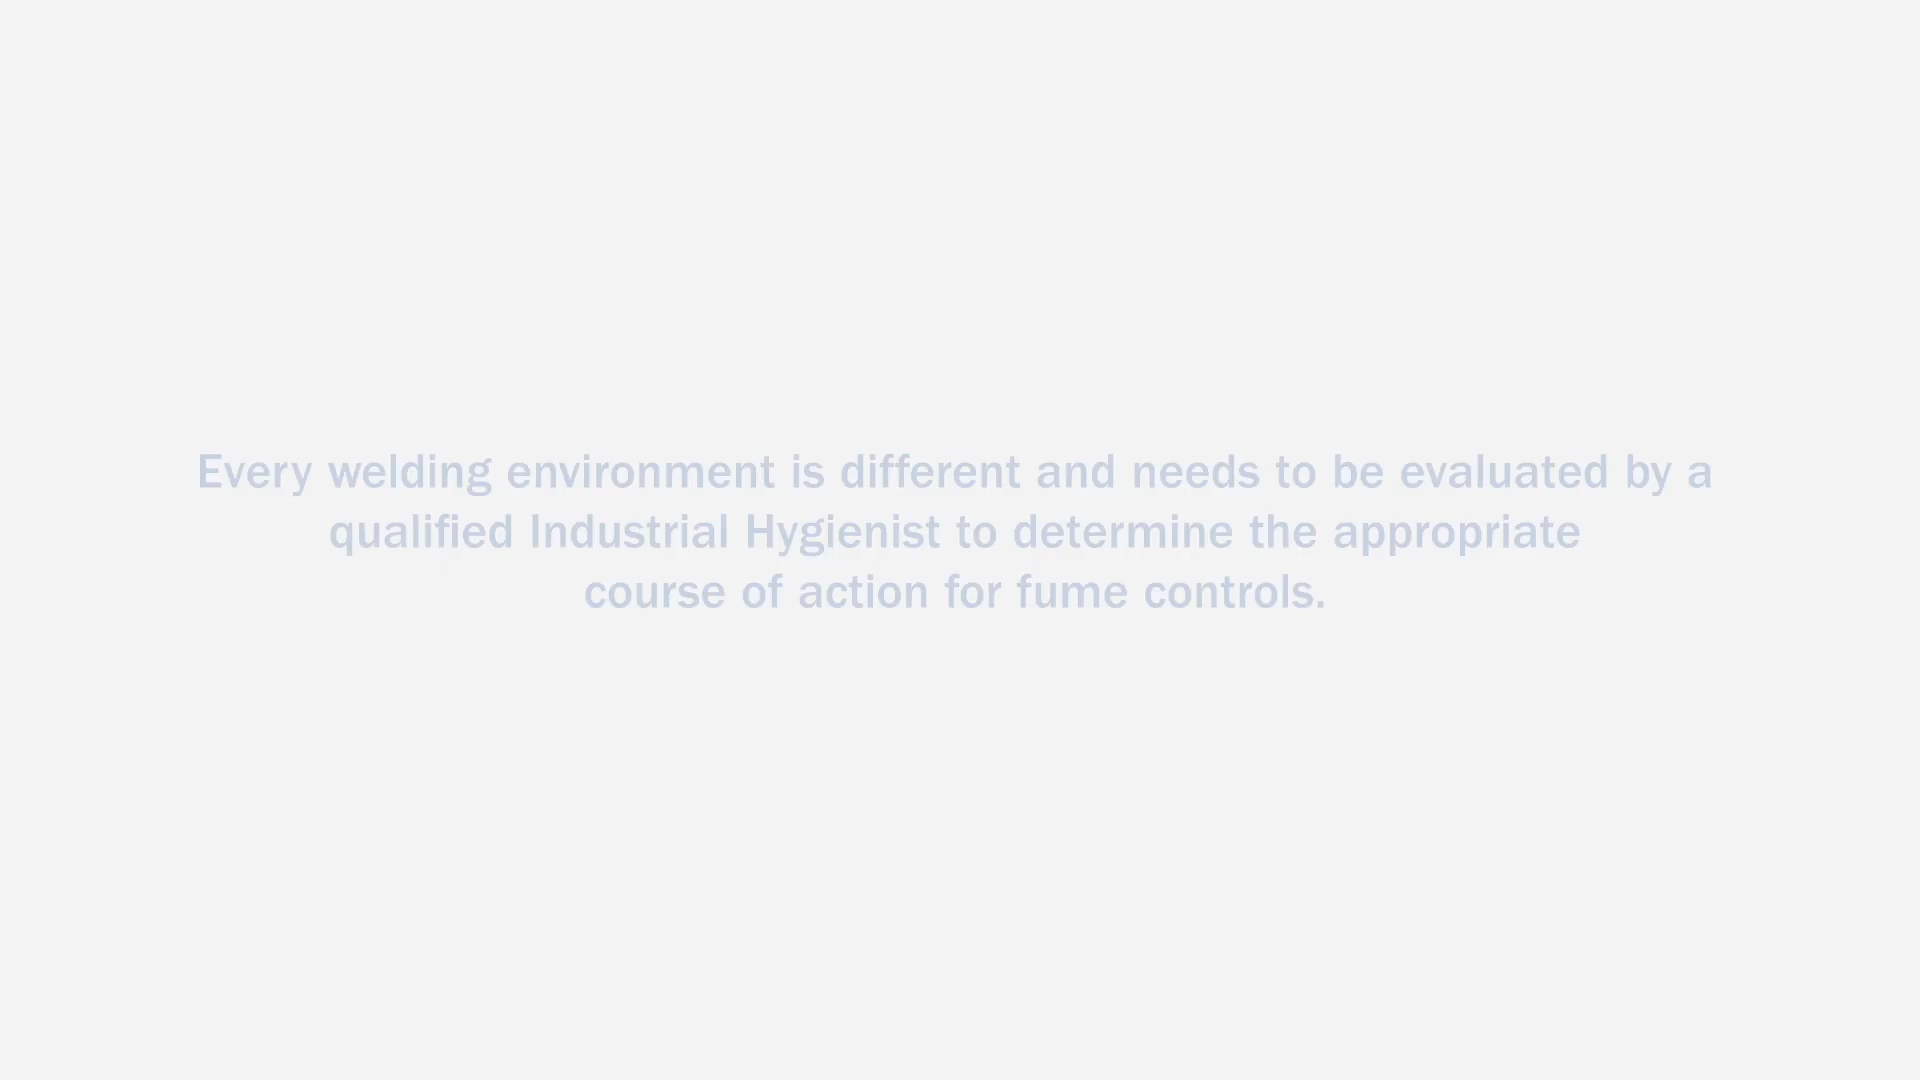 Every welding environment is different and needs to be evaluated by a
qualified Industrial Hygienist to determine the appropriate
course of action for fume controls.